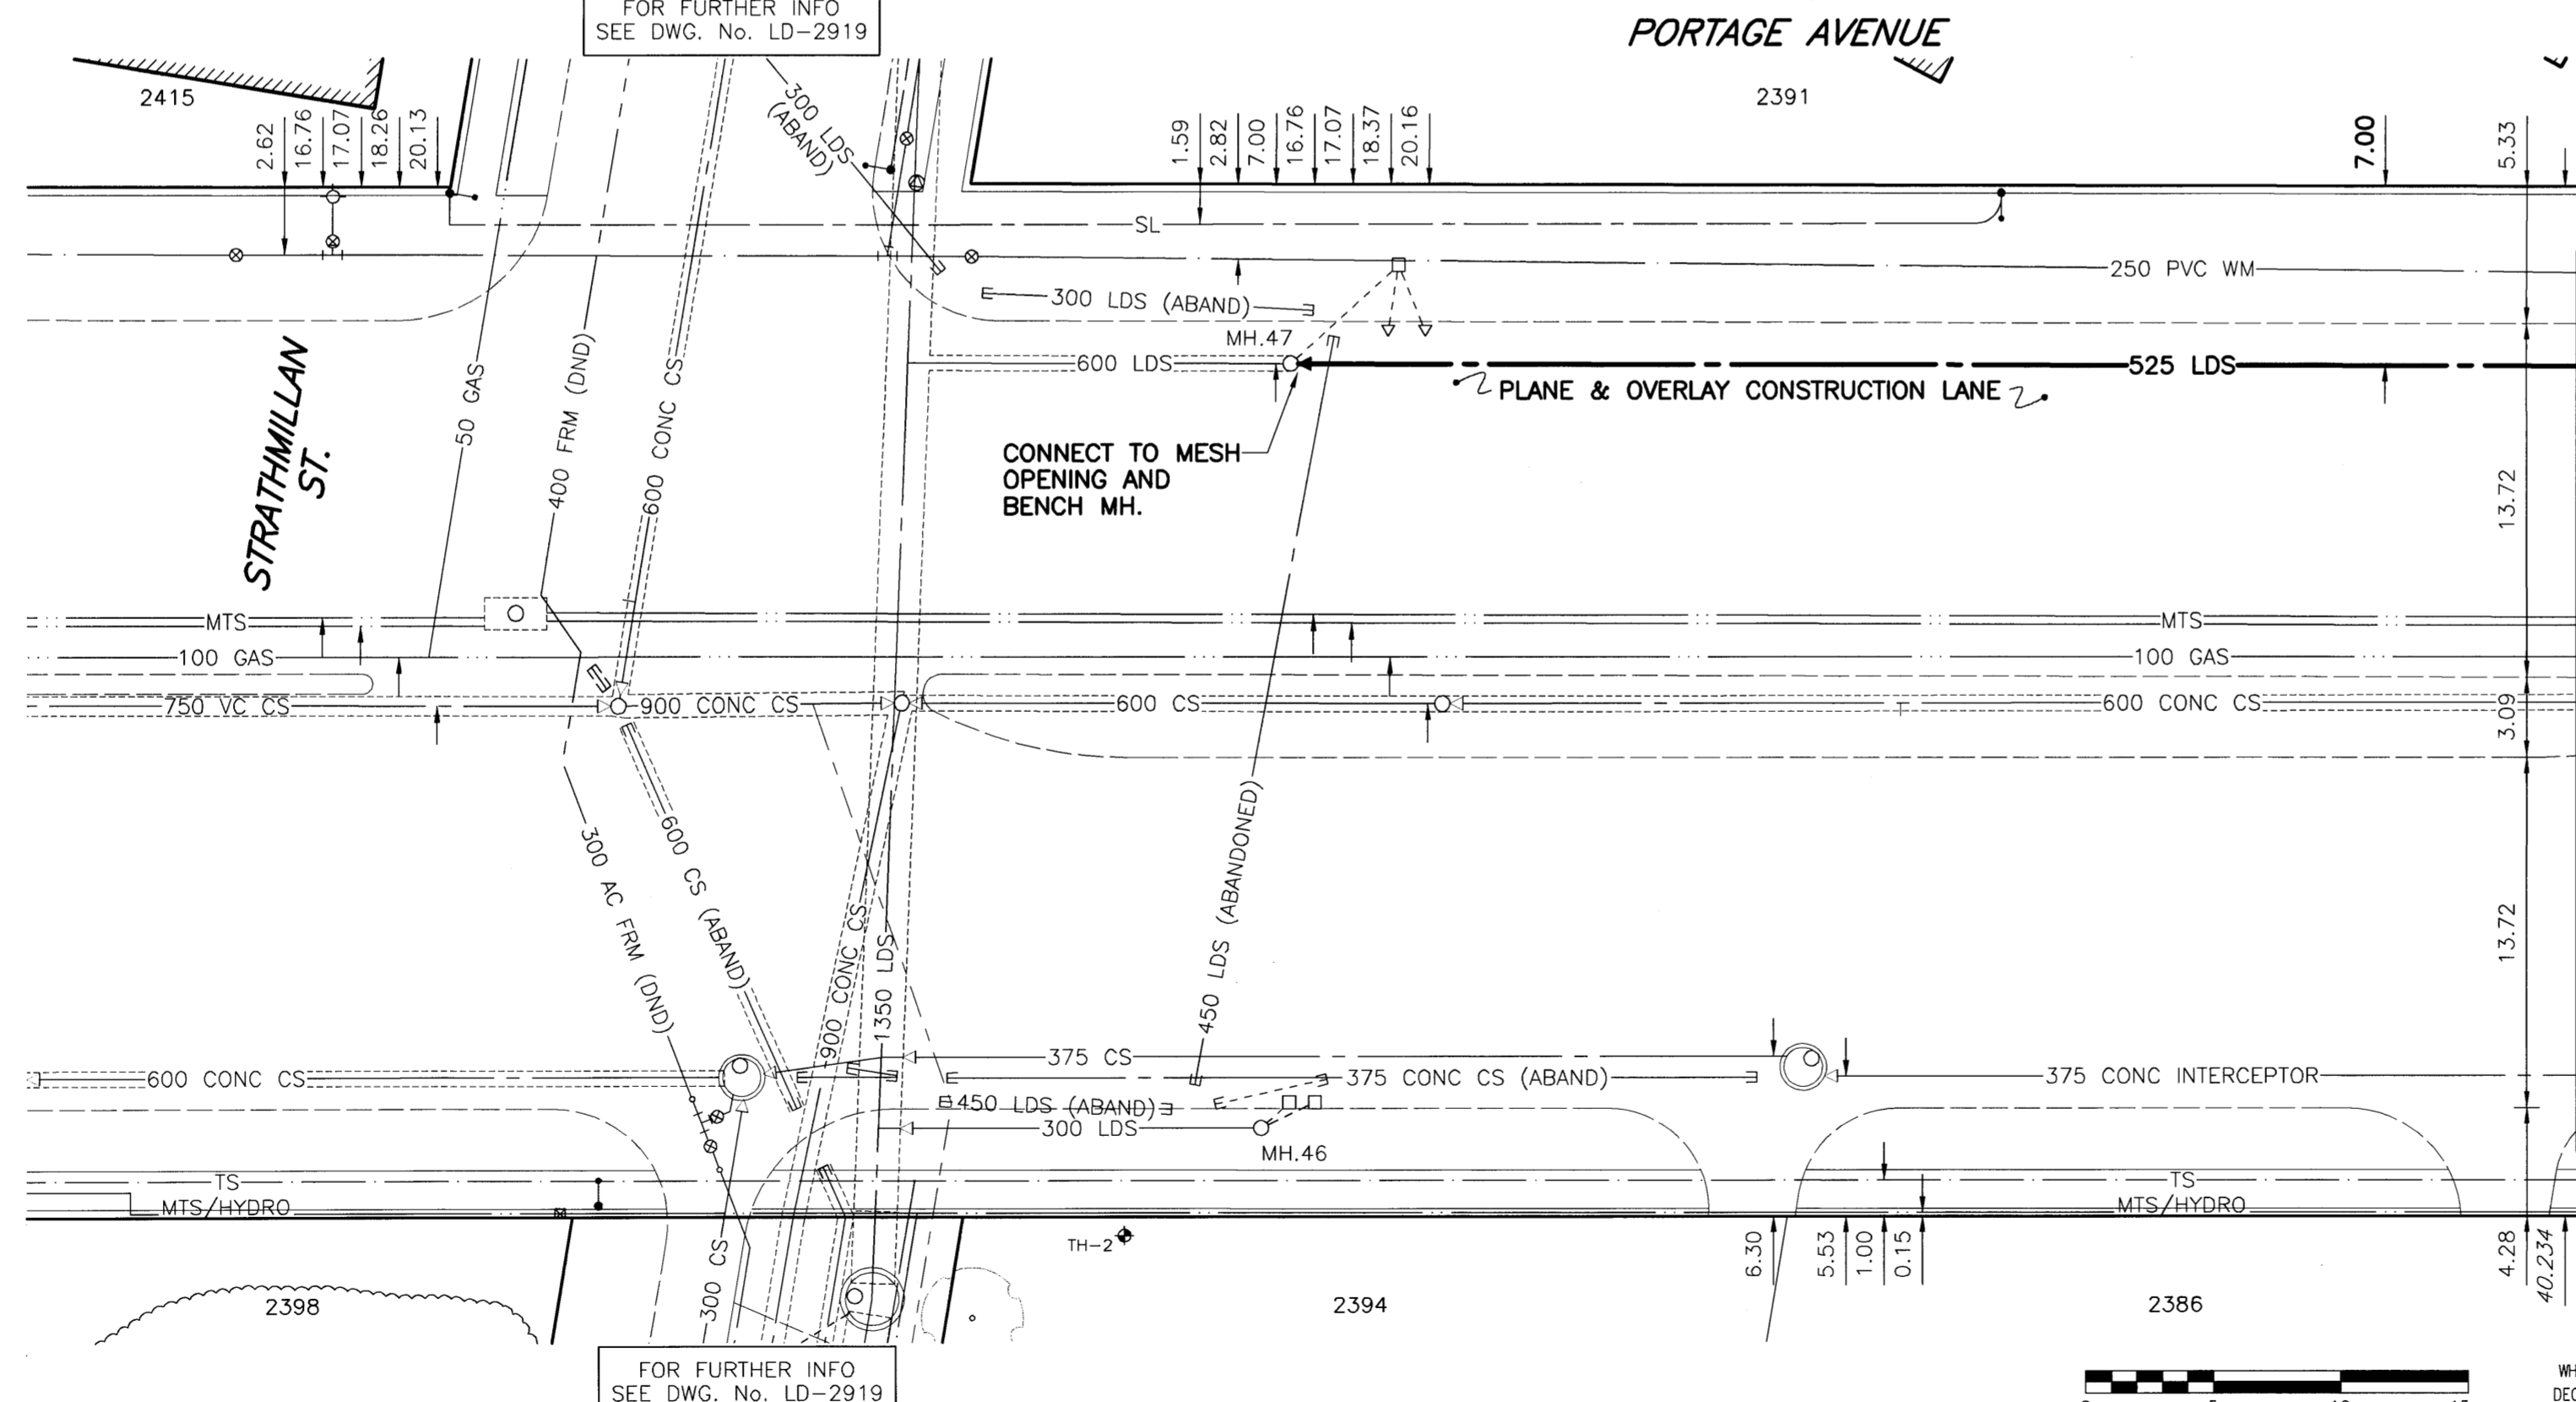 FOR FURTHER INFO
SEE DWG. No. LD-2919
PORTAGE AVENUE
2415
2391
2.62
16.76
17.07
18.26
20.13
300 LDS
(ABAND)
1.59
2.82
7.00
16.76
17.07
18.37
20.16
7.00
5.33
SL
250 PVC WM
300 LDS (ABAND)
MH.47
600 LDS
525 LDS
PLANE & OVERLAY CONSTRUCTION LANE
STRATHMILLAN
ST.
50 GAS
400 FRM (DND)
600 CONC CS
CONNECT TO MESH
OPENING AND
BENCH MH.
13.72
MTS
MTS
100 GAS
100 GAS
750 VC CS
900 CONC CS
600 CS
600 CONC CS
3.09
300 AC FRM (DND)
600 CS (ABAND)
900 CONC CS
1350 LDS
450 LDS (ABANDONED)
13.72
375 CS
600 CONC CS
375 CONC CS (ABAND)
375 CONC INTERCEPTOR
450 LDS (ABAND)
300 LDS
MH.46
TS
TS
MTS/HYDRO
MTS/HYDRO
300 CS
TH-2
6.30
5.53
1.00
0.15
4.28
40.234
2398
2394
2386
FOR FURTHER INFO
SEE DWG. No. LD-2919